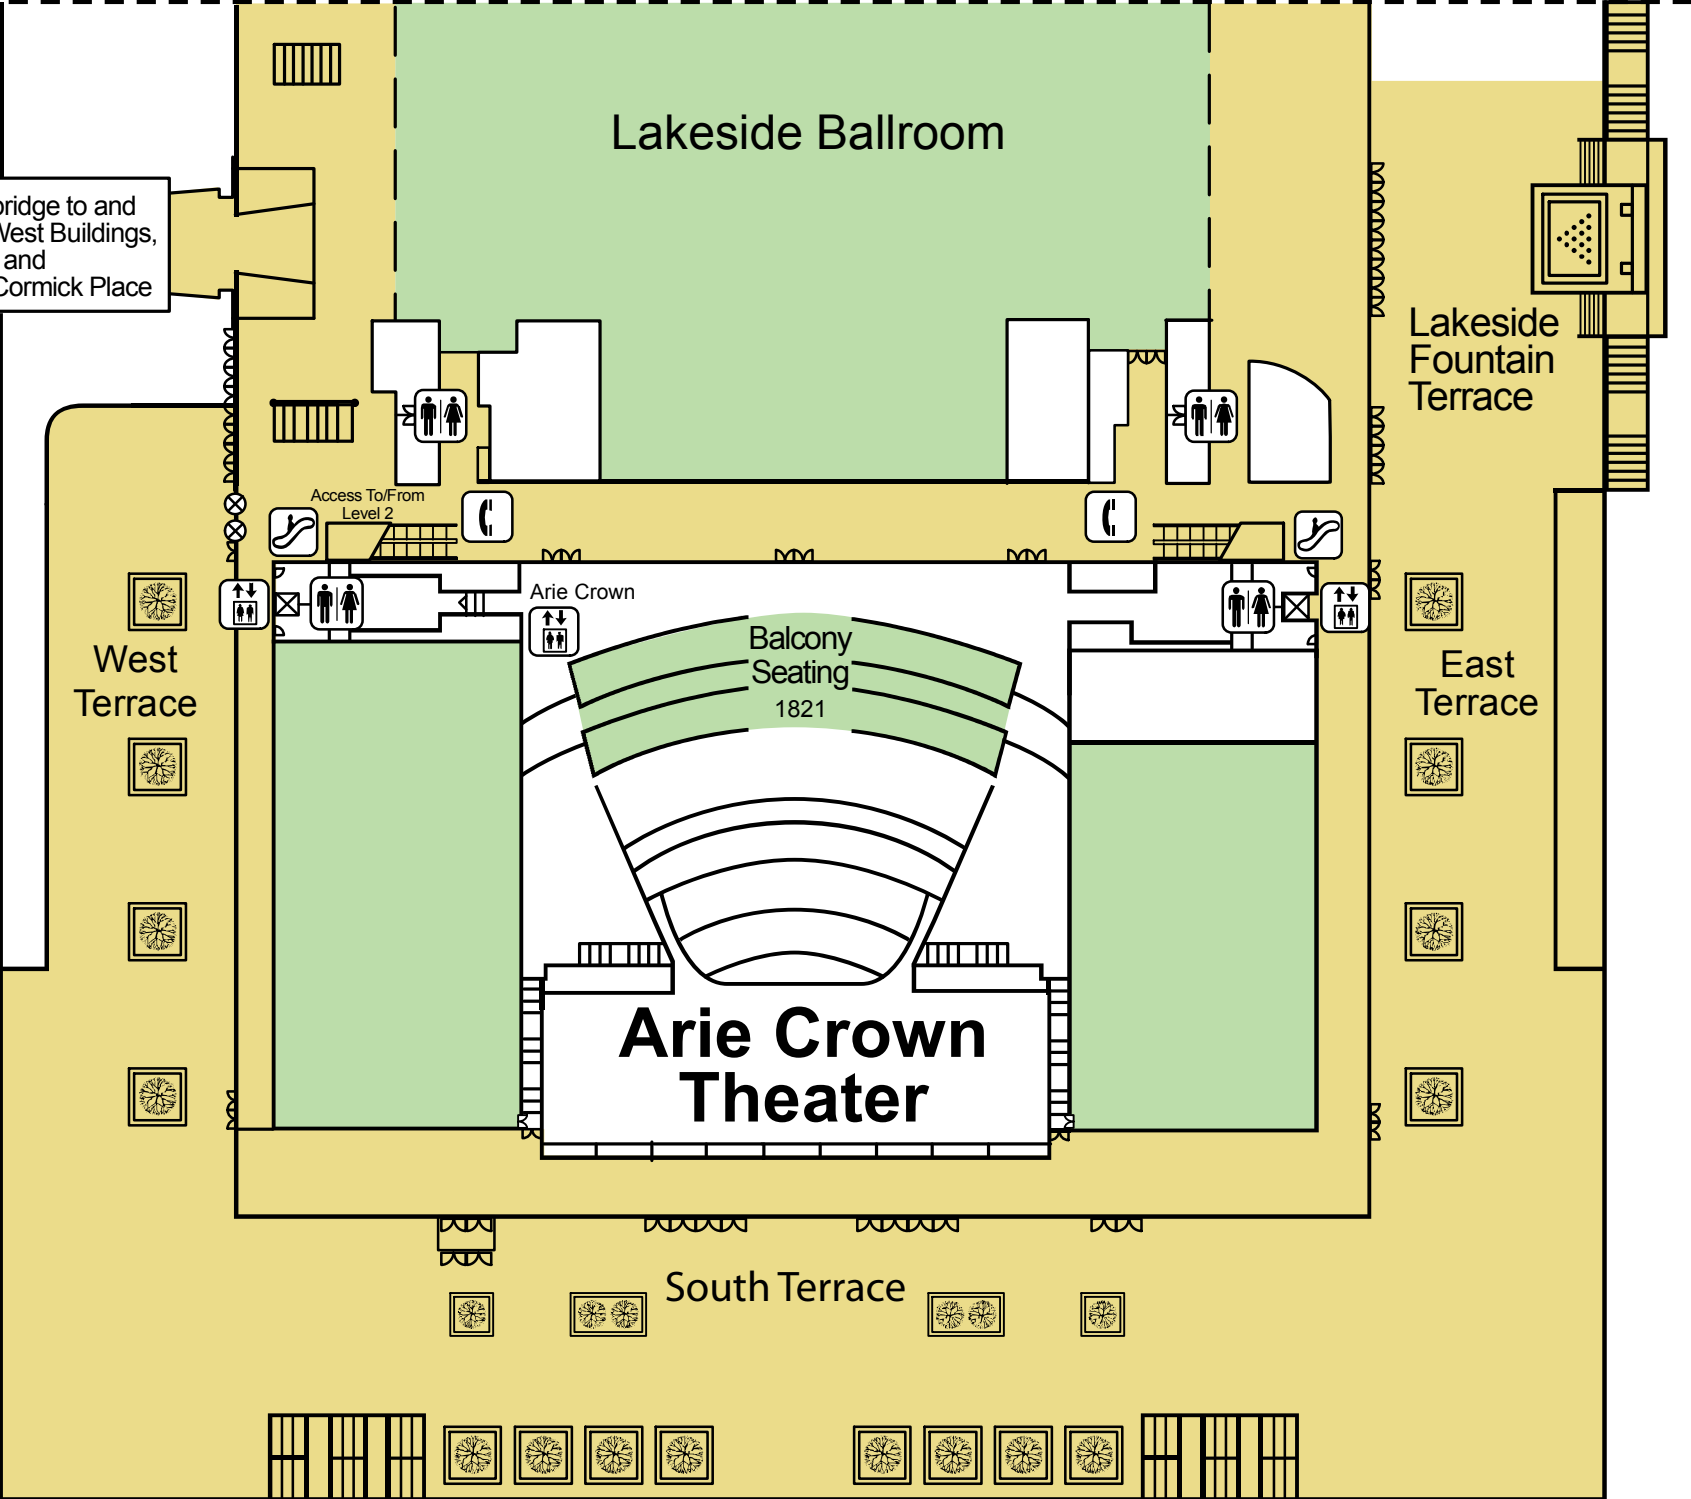 Lakeside Ballroom
bridge to and
West Buildings,
and
Cormick Place
Lakeside
Fountain
Terrace
Access To/From
Level 2
Arie Crown
Balcony
Seating
1821
West
Terrace
East
Terrace
Arie Crown
Theater
South Terrace